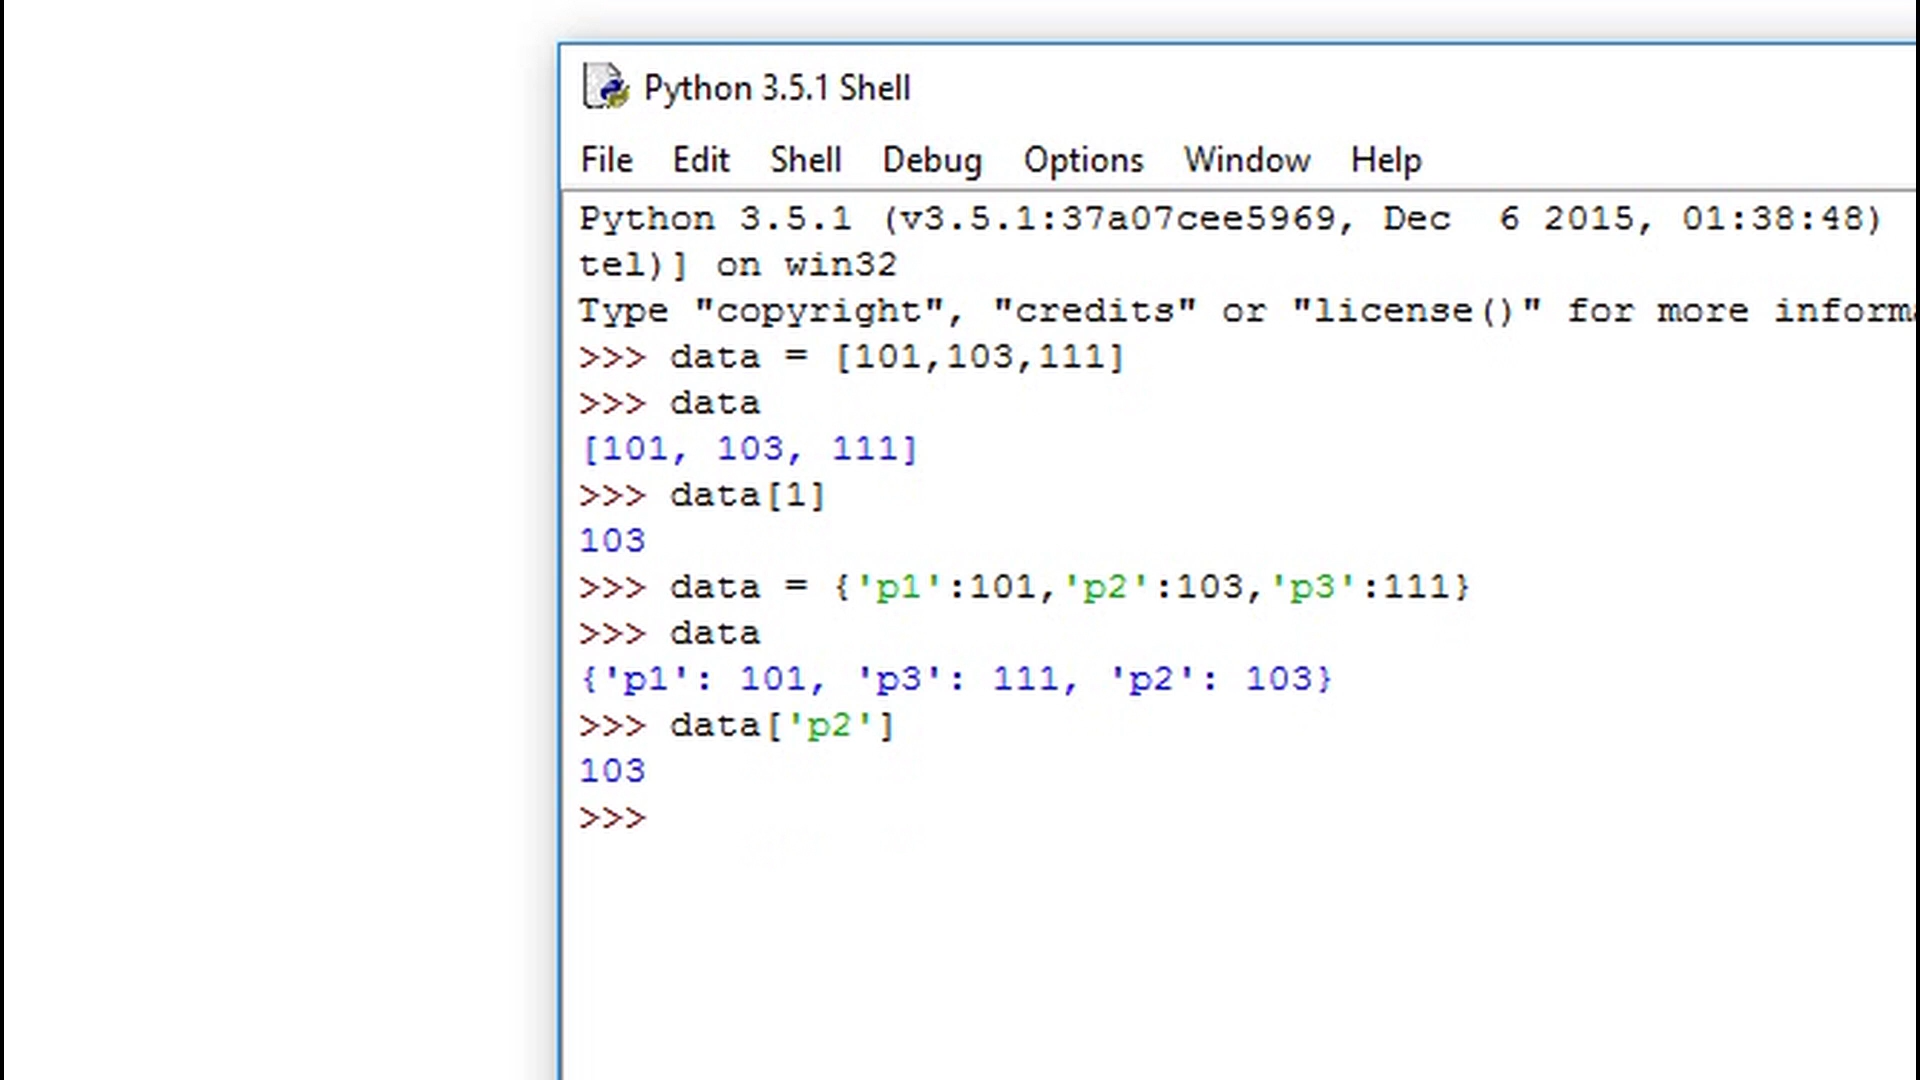 Python 3.5.1 Shell
File Edit Shell Debug Options Window Help
Python 3.5.1 (v3.5.1:37a07cee5969, Dec  6 2015, 01:38:48)
tel)] on win32
Type "copyright", "credits" or "license()" for more
>>> data = [101,103,111]
>>> data
[101, 103, 111]
>>> data[1]
103
>>> data = {'p1':101,'p2':103,'p3':111}
>>> data
{'p1': 101, 'p3': 111, 'p2': 103}
>>> data['p2']
103
>>>